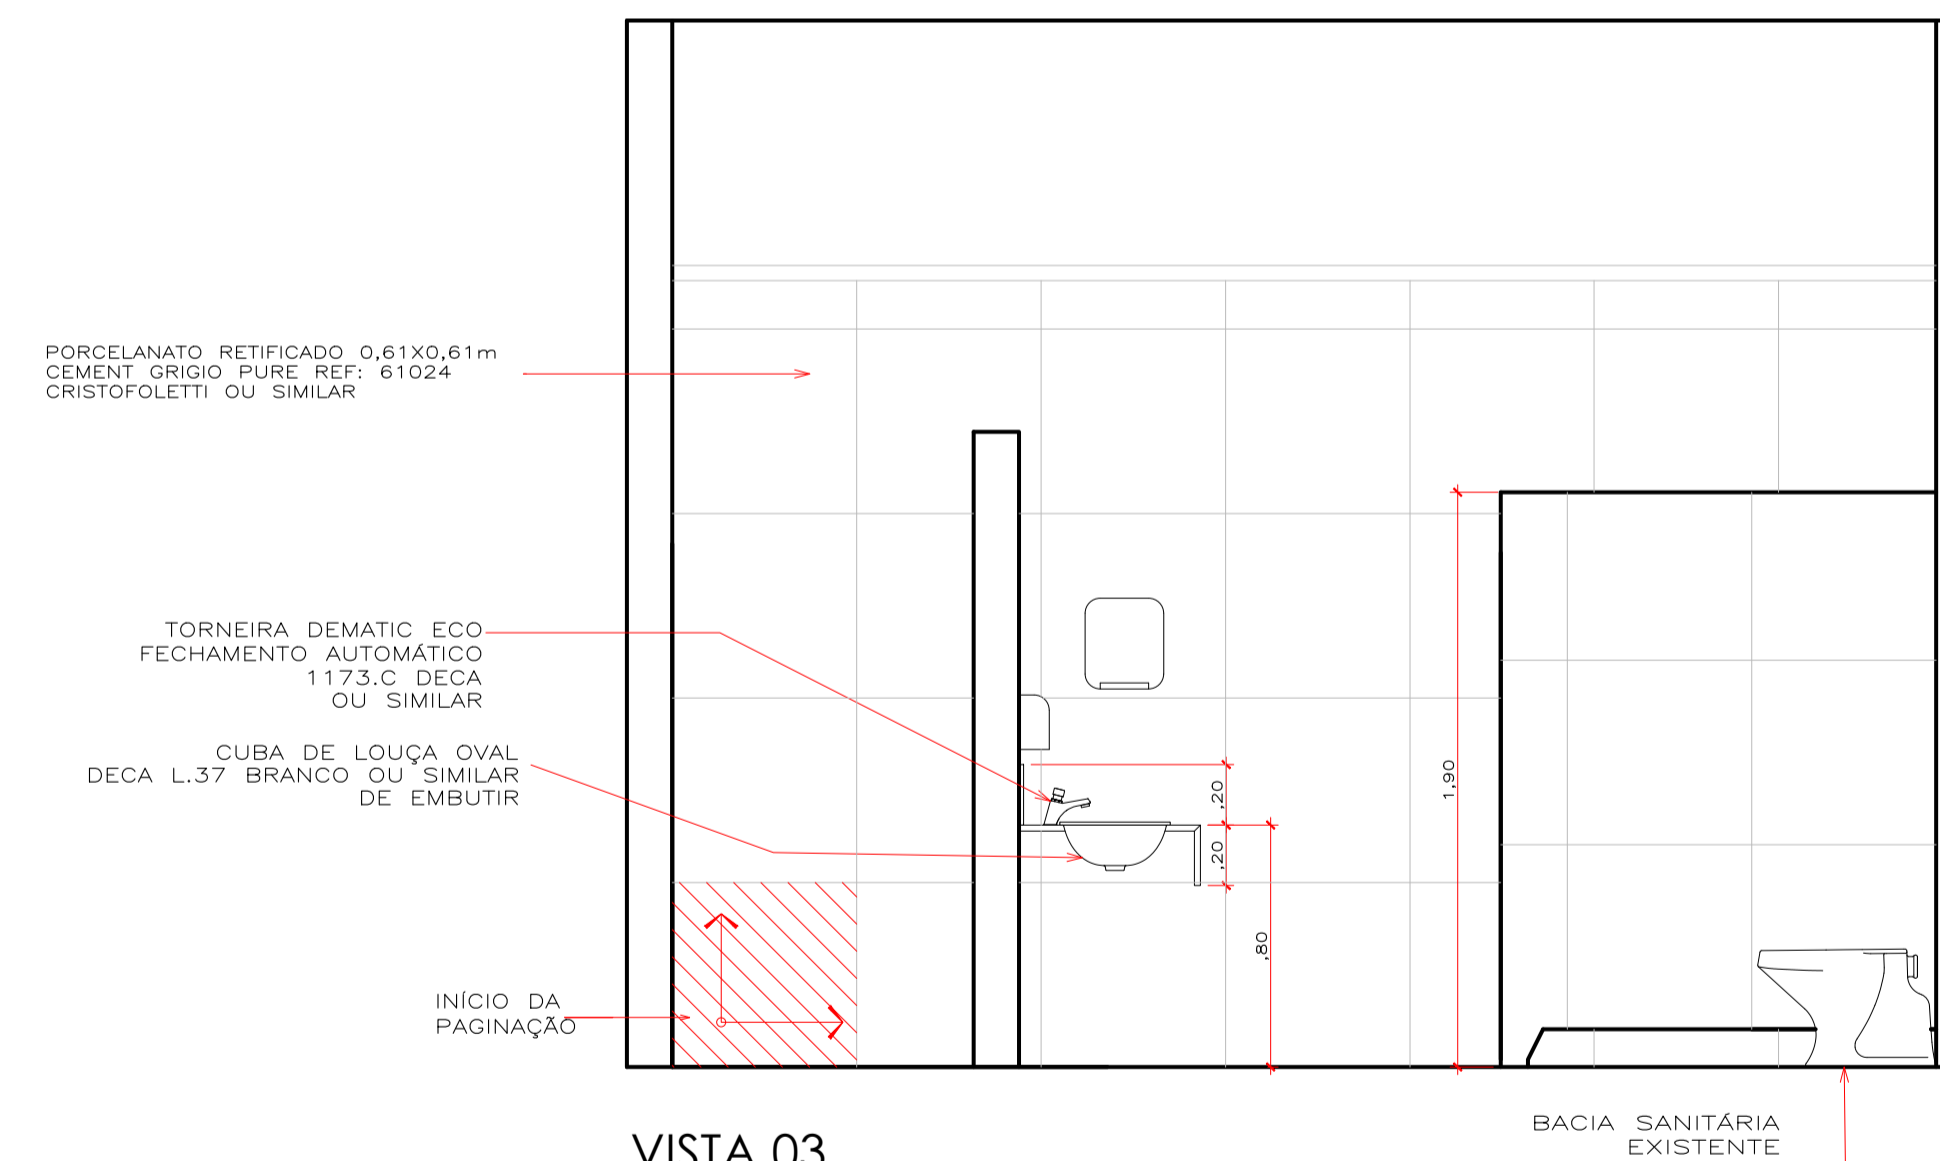 PORCELANATO RETIFICADO 0,61X0,61m
CEMENT GRIGIO PURE REF: 61024
CRISTOFOLETTI OU SIMILAR
TORNEIRA DEMATIC ECO
FECHAMENTO AUTOMÁTICO
1173.C DECA
OU SIMILAR
CUBA DE LOUÇA OVAL
DECA L.37 BRANCO OU SIMILAR
DE EMBUTIR
,20
,20
,80
1,90
INÍCIO DA
PAGINAÇÃO
BACIA SANITÁRIA
EXISTENTE
VISTA 03